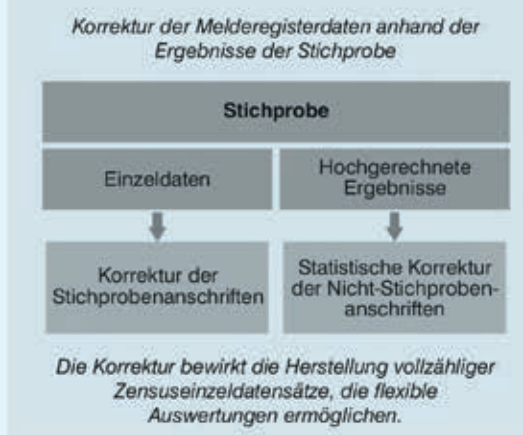 Korrektur der Melderegisterdaten anhand der
Ergebnisse der Stichprobe
Stichprobe
Einzeldaten
Hochgerechnete
Ergebnisse
Korrektur der
Stichprobenanschriften
Statistische Korrektur
der Nicht-Stichproben-
anschriften
Die Korrektur bewirkt die Herstellung vollzähliger
Zensuseinzeldatensätze, die flexible
Auswertungen ermöglichen.